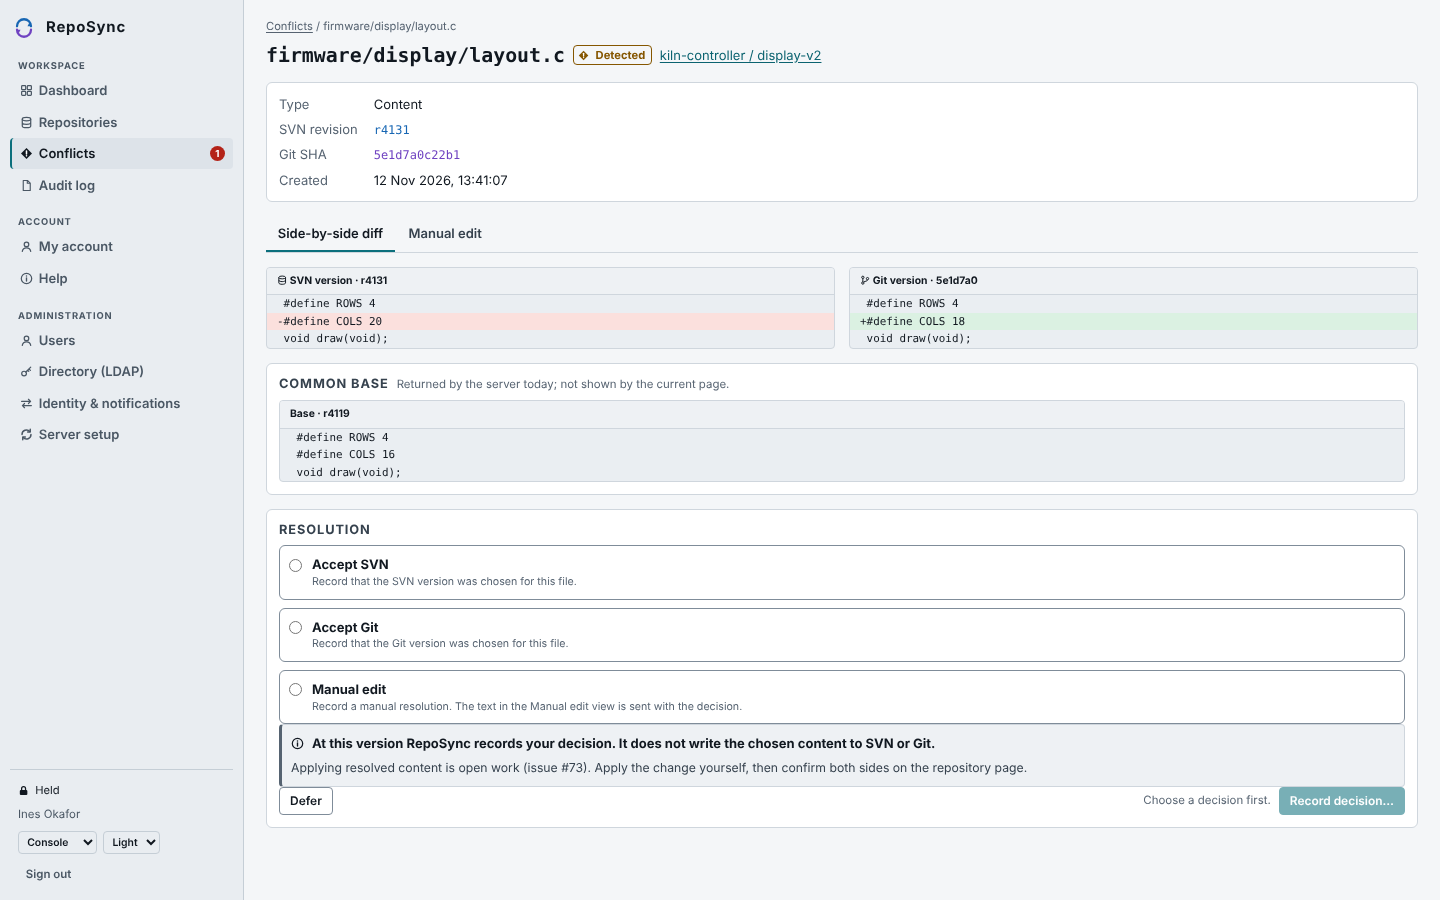 RepoSync
WORKSPACE
Dashboard
Repositories
Conflicts 1
Audit log
ACCOUNT
My account
Help
ADMINISTRATION
Users
Directory (LDAP)
Identity & notifications
Server setup
Held
Ines Okafor
Console Light
Sign out
Conflicts / firmware/display/layout.c
firmware/display/layout.c Detected kiln-controller / display-v2
Type Content
SVN revision r4131
Git SHA 5e1d7a0c22b1
Created 12 Nov 2026, 13:41:07
Side-by-side diff Manual edit
SVN version · r4131
#define ROWS 4
-#define COLS 20
void draw(void);
Git version · 5e1d7a0
#define ROWS 4
+#define COLS 18
void draw(void);
COMMON BASE Returned by the server today; not shown by the current page.
Base · r4119
#define ROWS 4
#define COLS 16
void draw(void);
RESOLUTION
Accept SVN
Record that the SVN version was chosen for this file.
Accept Git
Record that the Git version was chosen for this file.
Manual edit
Record a manual resolution. The text in the Manual edit view is sent with the decision.
At this version RepoSync records your decision. It does not write the chosen content to SVN or Git.
Applying resolved content is open work (issue #73). Apply the change yourself, then confirm both sides on the repository page.
Defer Choose a decision first. Record decision...